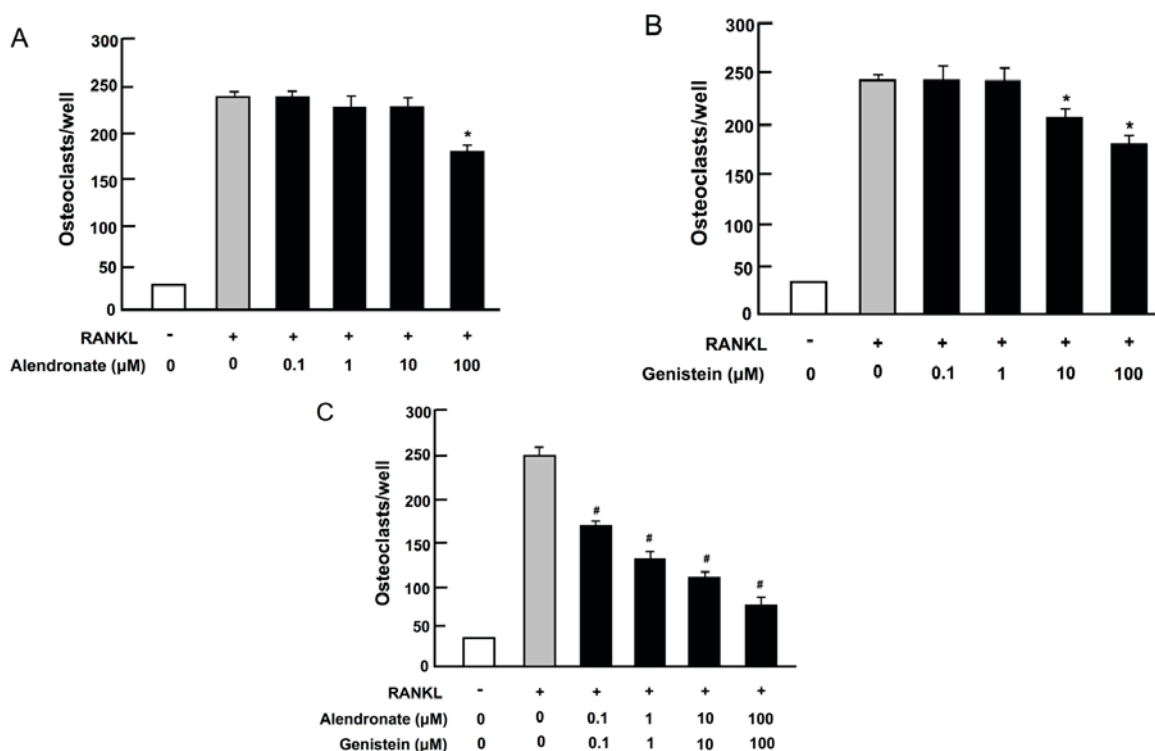 A
300
250
200
150
100
50
0
Osteoclasts/well
*
RANKL - + + + + +
Alendronate (µM) 0 0 0.1 1 10 100
B
300
250
200
150
100
50
0
Osteoclasts/well
* *
RANKL - + + + + +
Genistein (µM) 0 0 0.1 1 10 100
C
300
250
200
150
100
50
0
Osteoclasts/well
# # # #
RANKL - + + + + +
Alendronate (µM) 0 0 0.1 1 10 100
Genistein (µM) 0 0 0.1 1 10 100